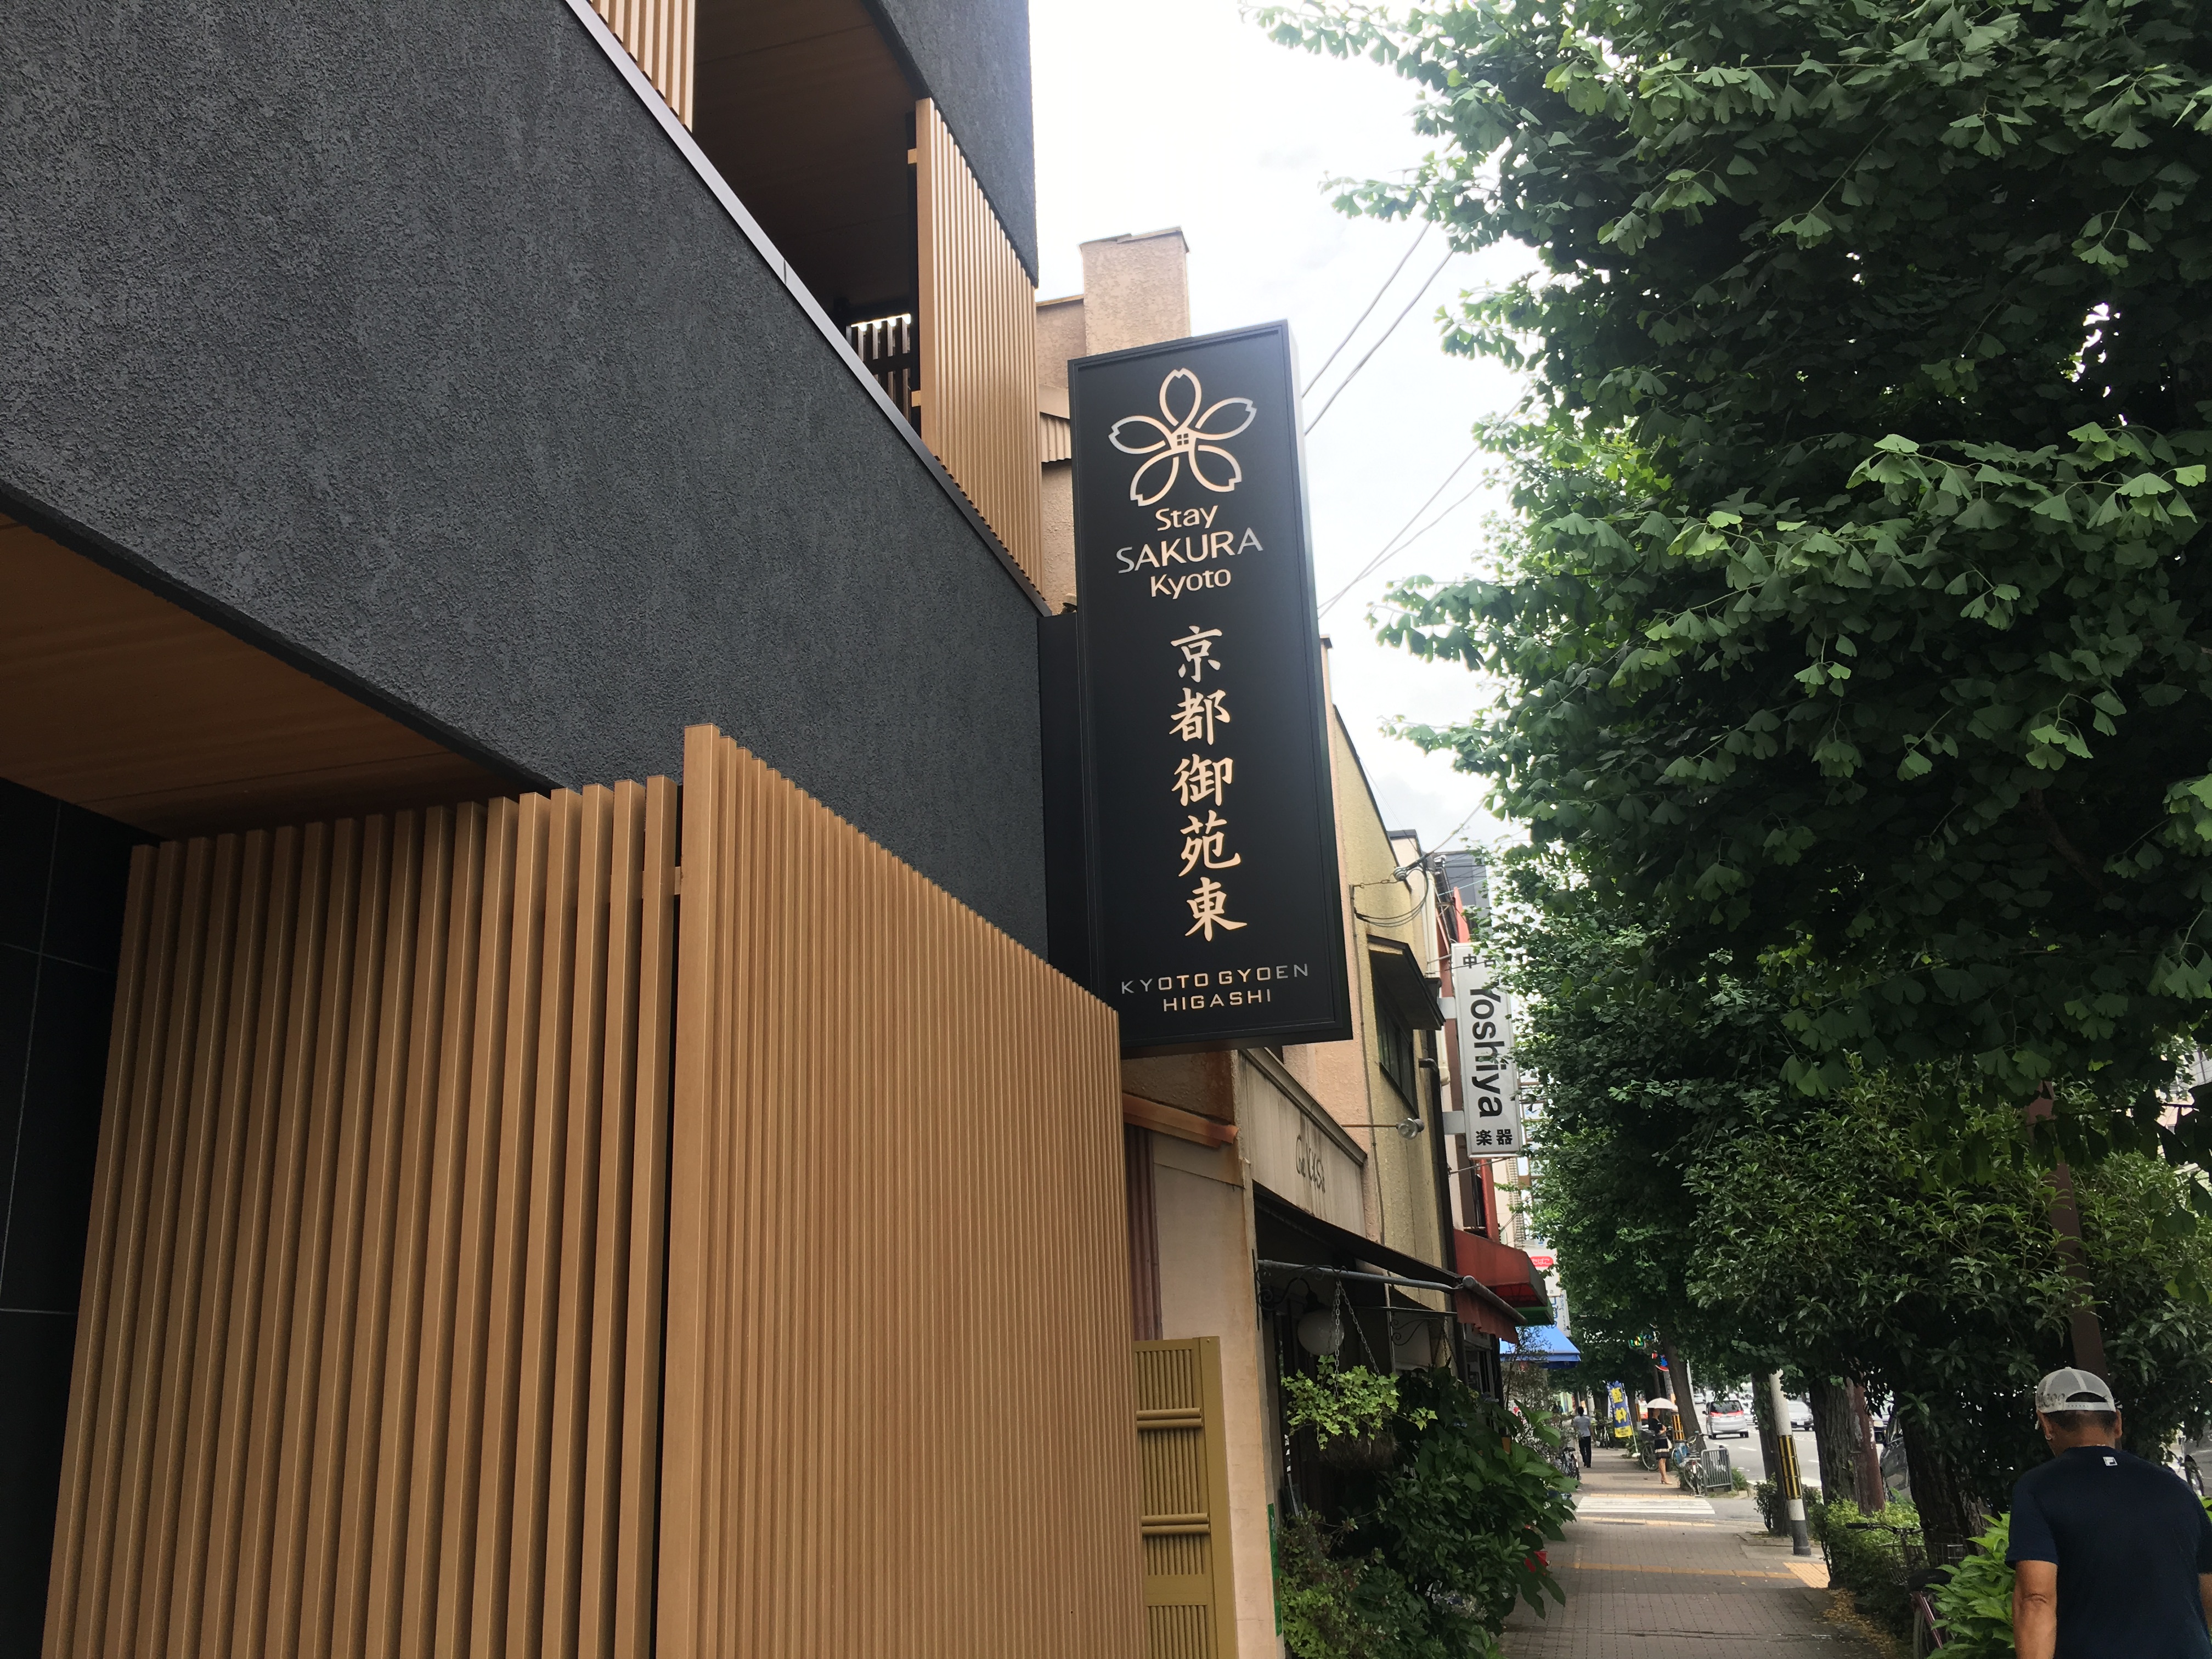 Stay
SAKURA
Kyoto
京都御苑東
KYOTO GYOEN
HIGASHI
中古
Yoshiya
楽器